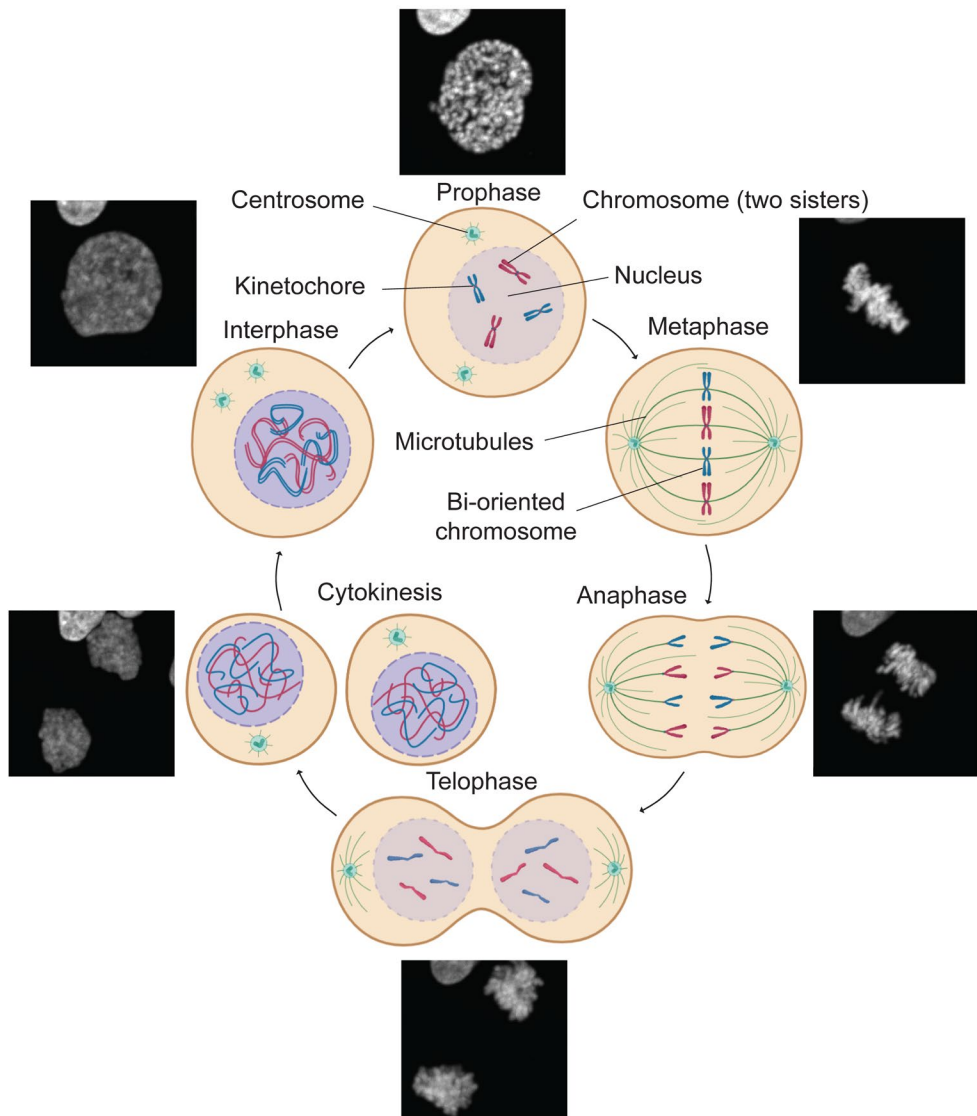 Prophase
Centrosome
Chromosome (two sisters)
Kinetochore
Nucleus
Interphase
Metaphase
Microtubules
Bi-oriented
chromosome
Cytokinesis
Anaphase
Telophase